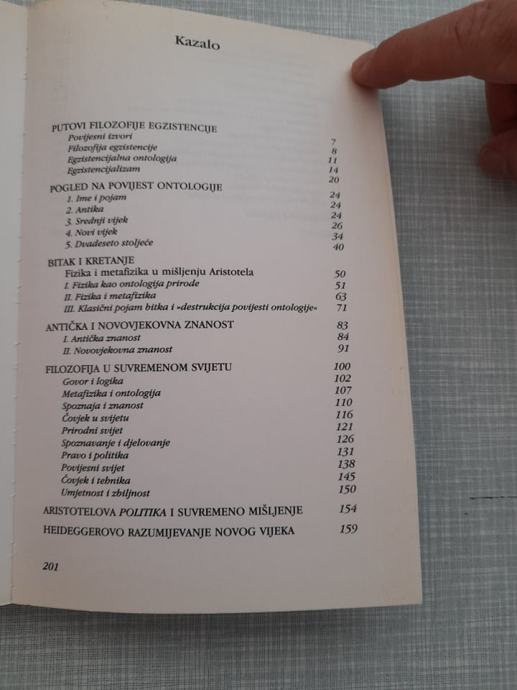 Kazalo
PUTOVI FILOZOFIJE EGZISTENCIJE 7
Povijesni izvori 8
Filozofija egzistencije 11
Egzistencijalna ontologija 14
Egzistencijalizam 20
POGLED NA POVIJEST ONTOLOGIJE 24
1. Ime i pojam 24
2. Antika 24
3. Srednji vijek 26
4. Novi vijek 34
5. Dvadeseto stoljeće 40
BITAK I KRETANJE
Fizika i metafizika u mišljenju Aristotela 50
I. Fizika kao ontologija prirode 51
II. Fizika i metafizika 63
III. Klasični pojam bitka i »destrukcija povijesti ontologije« 71
ANTIČKA I NOVOVJEKOVNA ZNANOST 83
I. Antička znanost 84
II. Novovjekovna znanost 91
FILOZOFIJA U SUVREMENOM SVIJETU 100
Govor i logika 102
Metafizika i ontologija 107
Spoznaja i znanost 110
Čovjek u svijetu 116
Prirodni svijet 121
Spoznavanje i djelovanje 126
Pravo i politika 131
Povijesni svijet 138
Čovjek i tehnika 145
Umjetnost i zbiljnost 150
ARISTOTELOVA POLITIKA I SUVREMENO MIŠLJENJE 154
HEIDEGGEROVO RAZUMIJEVANJE NOVOG VIJEKA 159
201